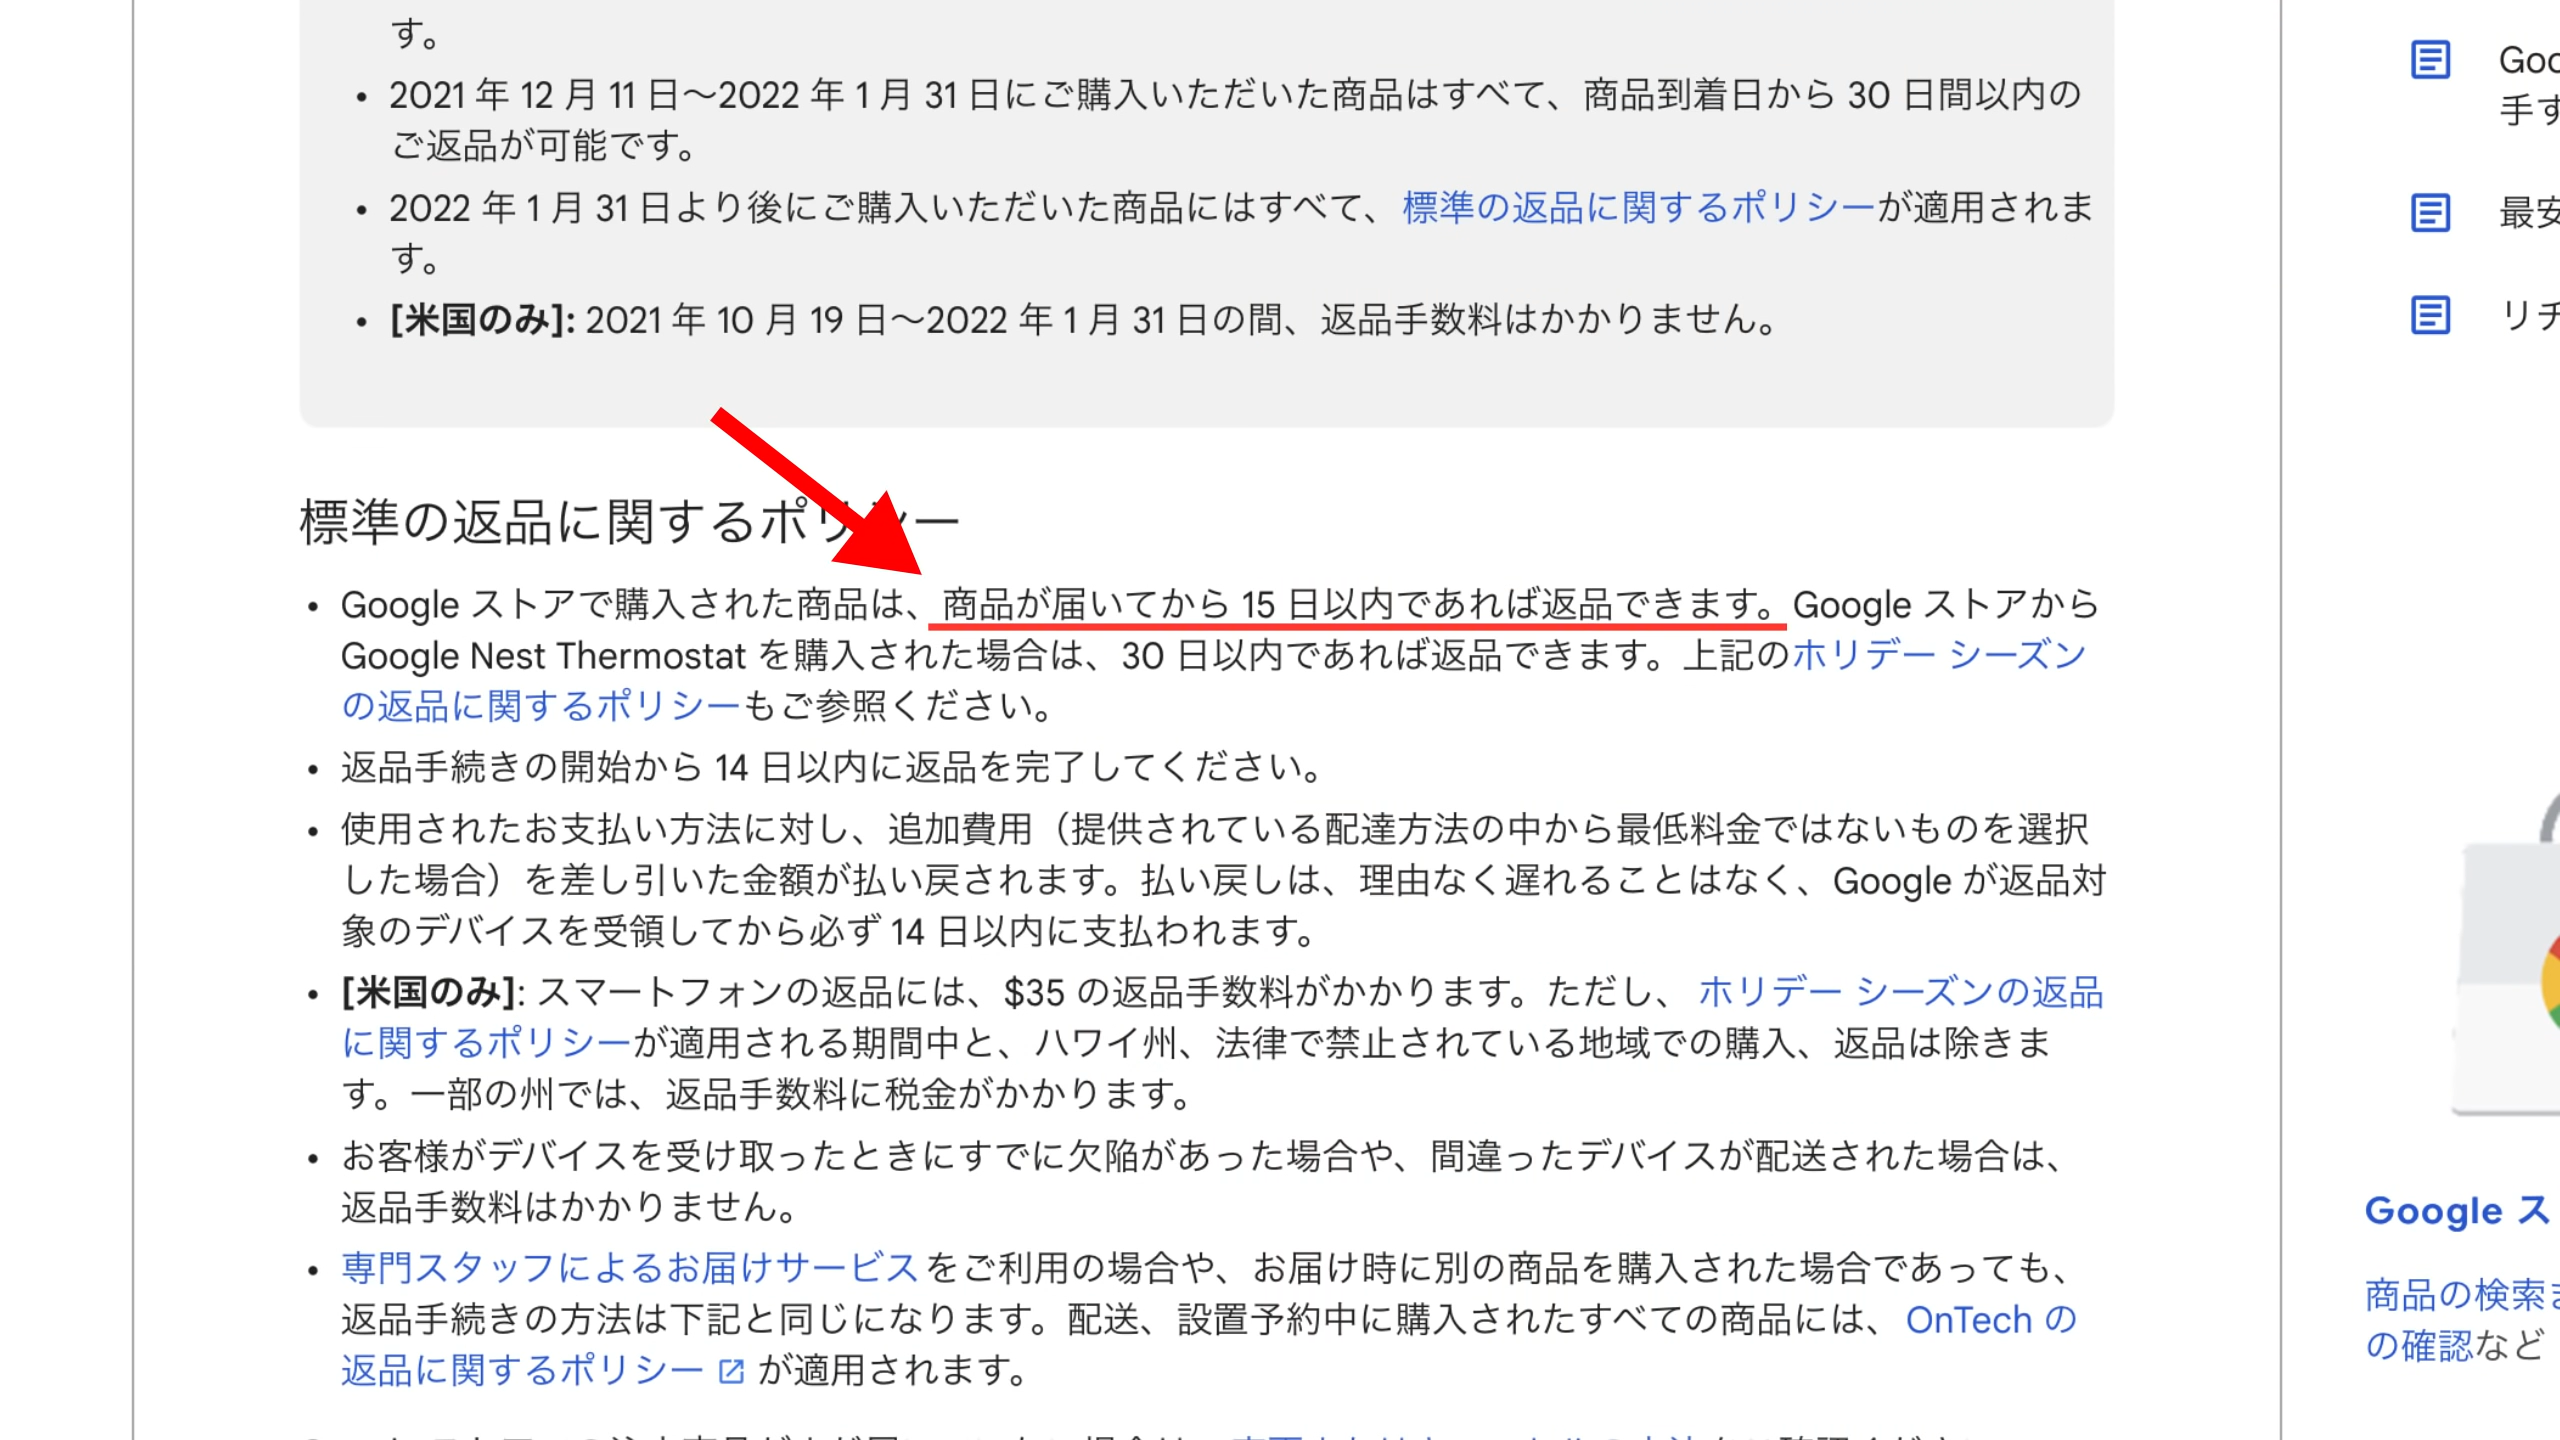 す。
• 2021 年 12 月 11 日～2022 年 1 月 31 日にご購入いただいた商品はすべて、商品到着日から 30 日間以内の
ご返品が可能です。
• 2022 年 1 月 31 日より後にご購入いただいた商品にはすべて、標準の返品に関するポリシーが適用されま
す。
• [米国のみ]: 2021 年 10 月 19 日～2022 年 1 月 31 日の間、返品手数料はかかりません。
標準の返品に関するポリシー
• Google ストアで購入された商品は、商品が届いてから 15 日以内であれば返品できます。Google ストアから
Google Nest Thermostat を購入された場合は、30 日以内であれば返品できます。上記のホリデー シーズン
の返品に関するポリシーもご参照ください。
• 返品手続きの開始から 14 日以内に返品を完了してください。
• 使用されたお支払い方法に対し、追加費用（提供されている配達方法の中から最低料金ではないものを選択
した場合）を差し引いた金額が払い戻されます。払い戻しは、理由なく遅れることはなく、Google が返品対
象のデバイスを受領してから必ず 14 日以内に支払われます。
• [米国のみ]: スマートフォンの返品には、$35 の返品手数料がかかります。ただし、ホリデー シーズンの返品
に関するポリシーが適用される期間中と、ハワイ州、法律で禁止されている地域での購入、返品は除きま
す。一部の州では、返品手数料に税金がかかります。
• お客様がデバイスを受け取ったときにすでに欠陥があった場合や、間違ったデバイスが配送された場合は、
返品手数料はかかりません。
• 専門スタッフによるお届けサービスをご利用の場合や、お届け時に別の商品を購入された場合であっても、
返品手続きの方法は下記と同じになります。配送、設置予約中に購入されたすべての商品には、OnTech の
返品に関するポリシー が適用されます。
Goo
手す
最安
リチ
Google ス
商品の検索
の確認など